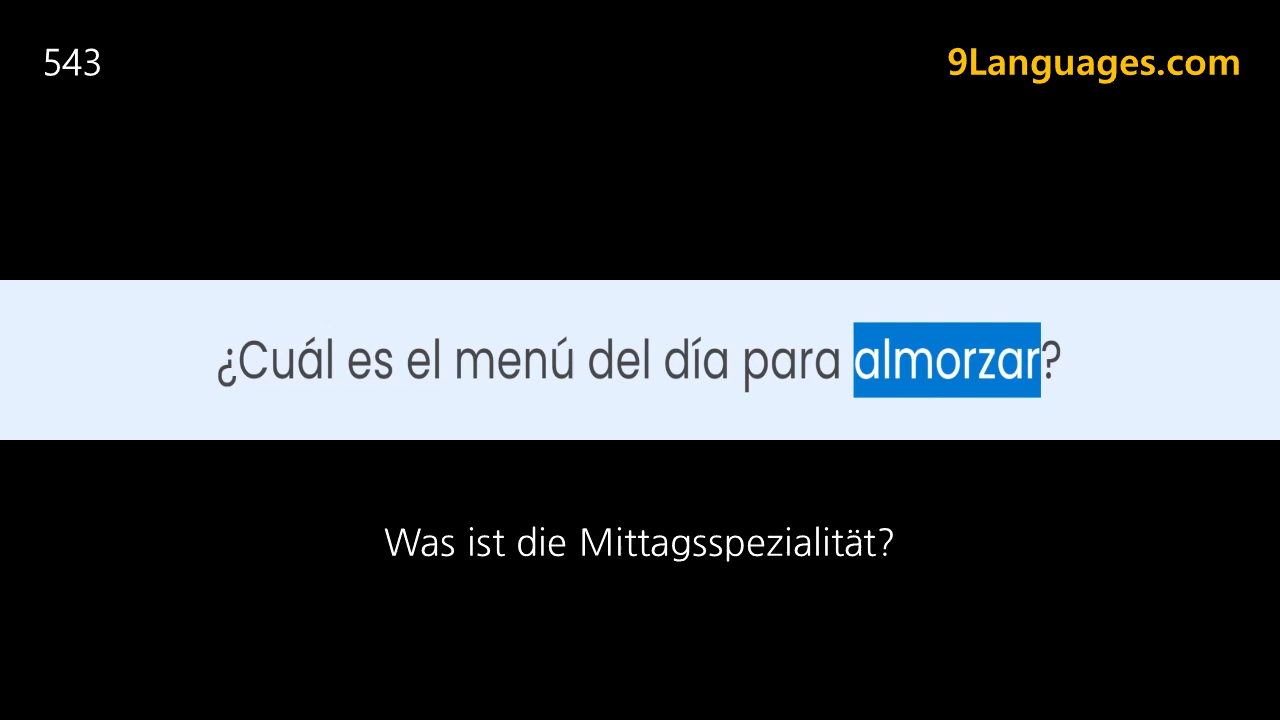 543
9Languages.com
¿Cuál es el menú del día para almorzar?
Was ist die Mittagsspezialität?